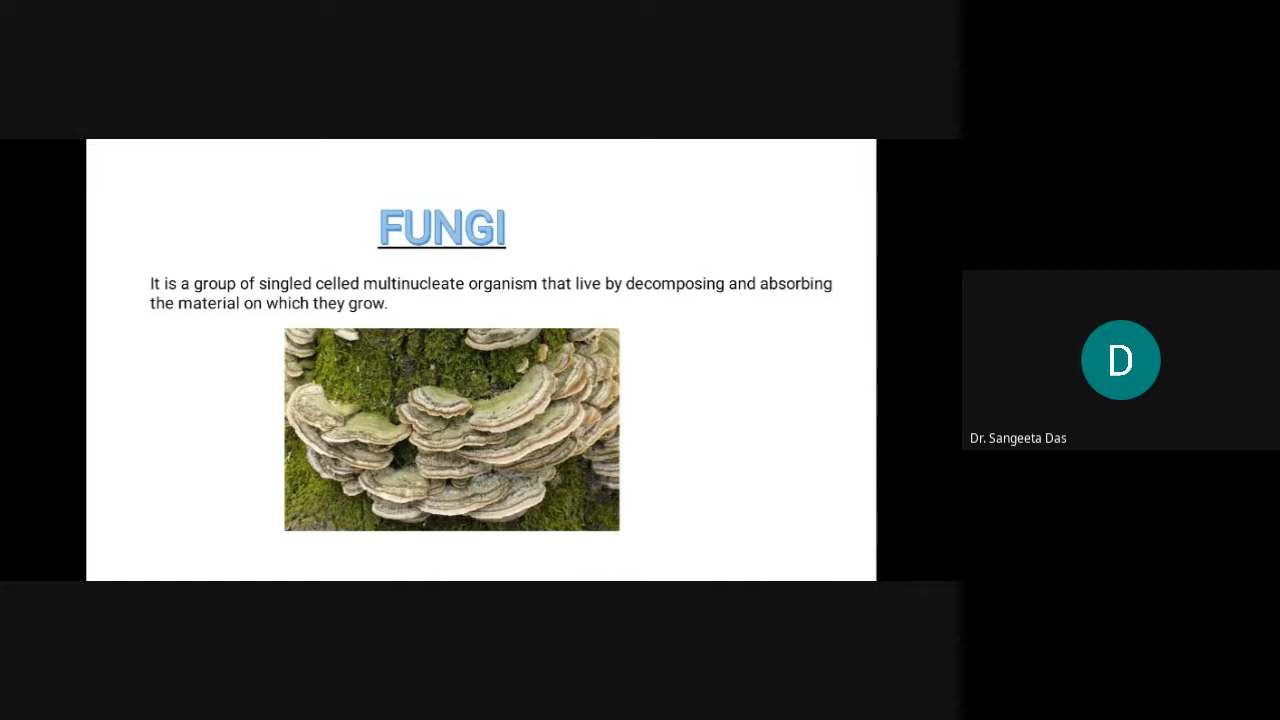 FUNGI
It is a group of singled celled multinucleate organism that live by decomposing and absorbing
the material on which they grow.
D
Dr. Sangeeta Das